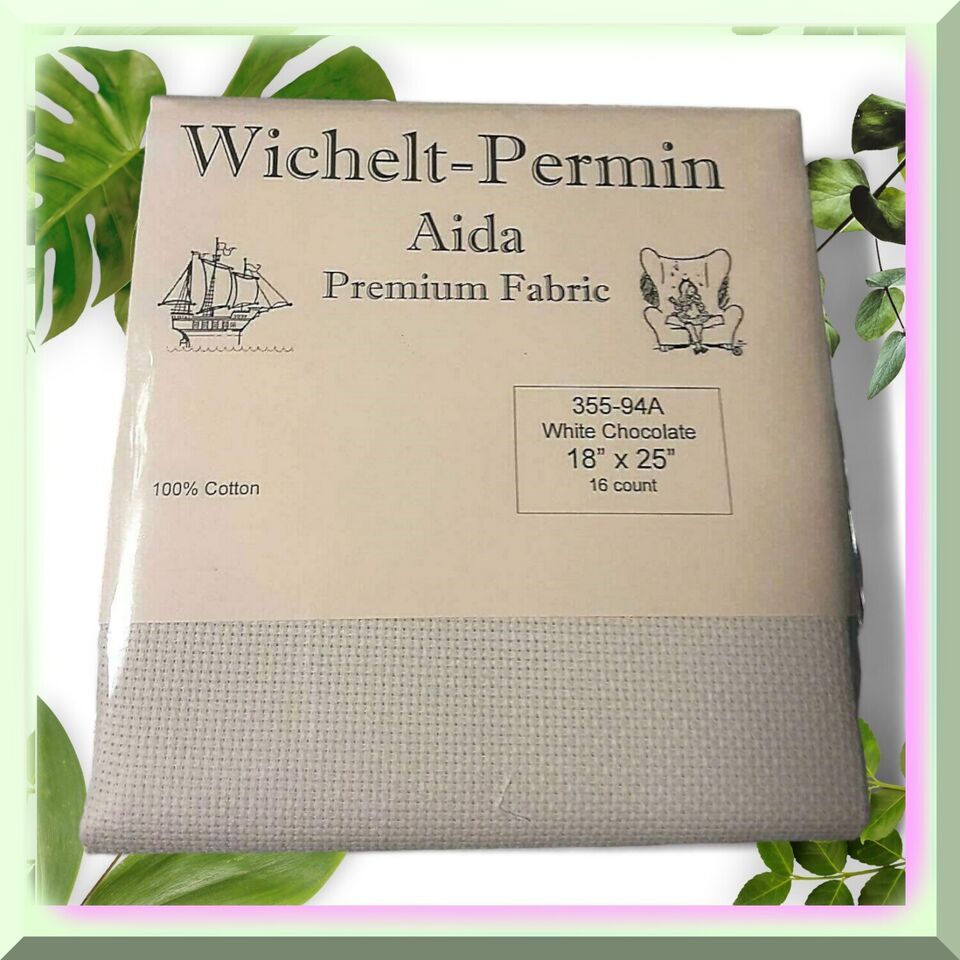 Wichelt-Permin
Aida
Premium Fabric
355-94A
White Chocolate
18” x 25”
16 count
100% Cotton